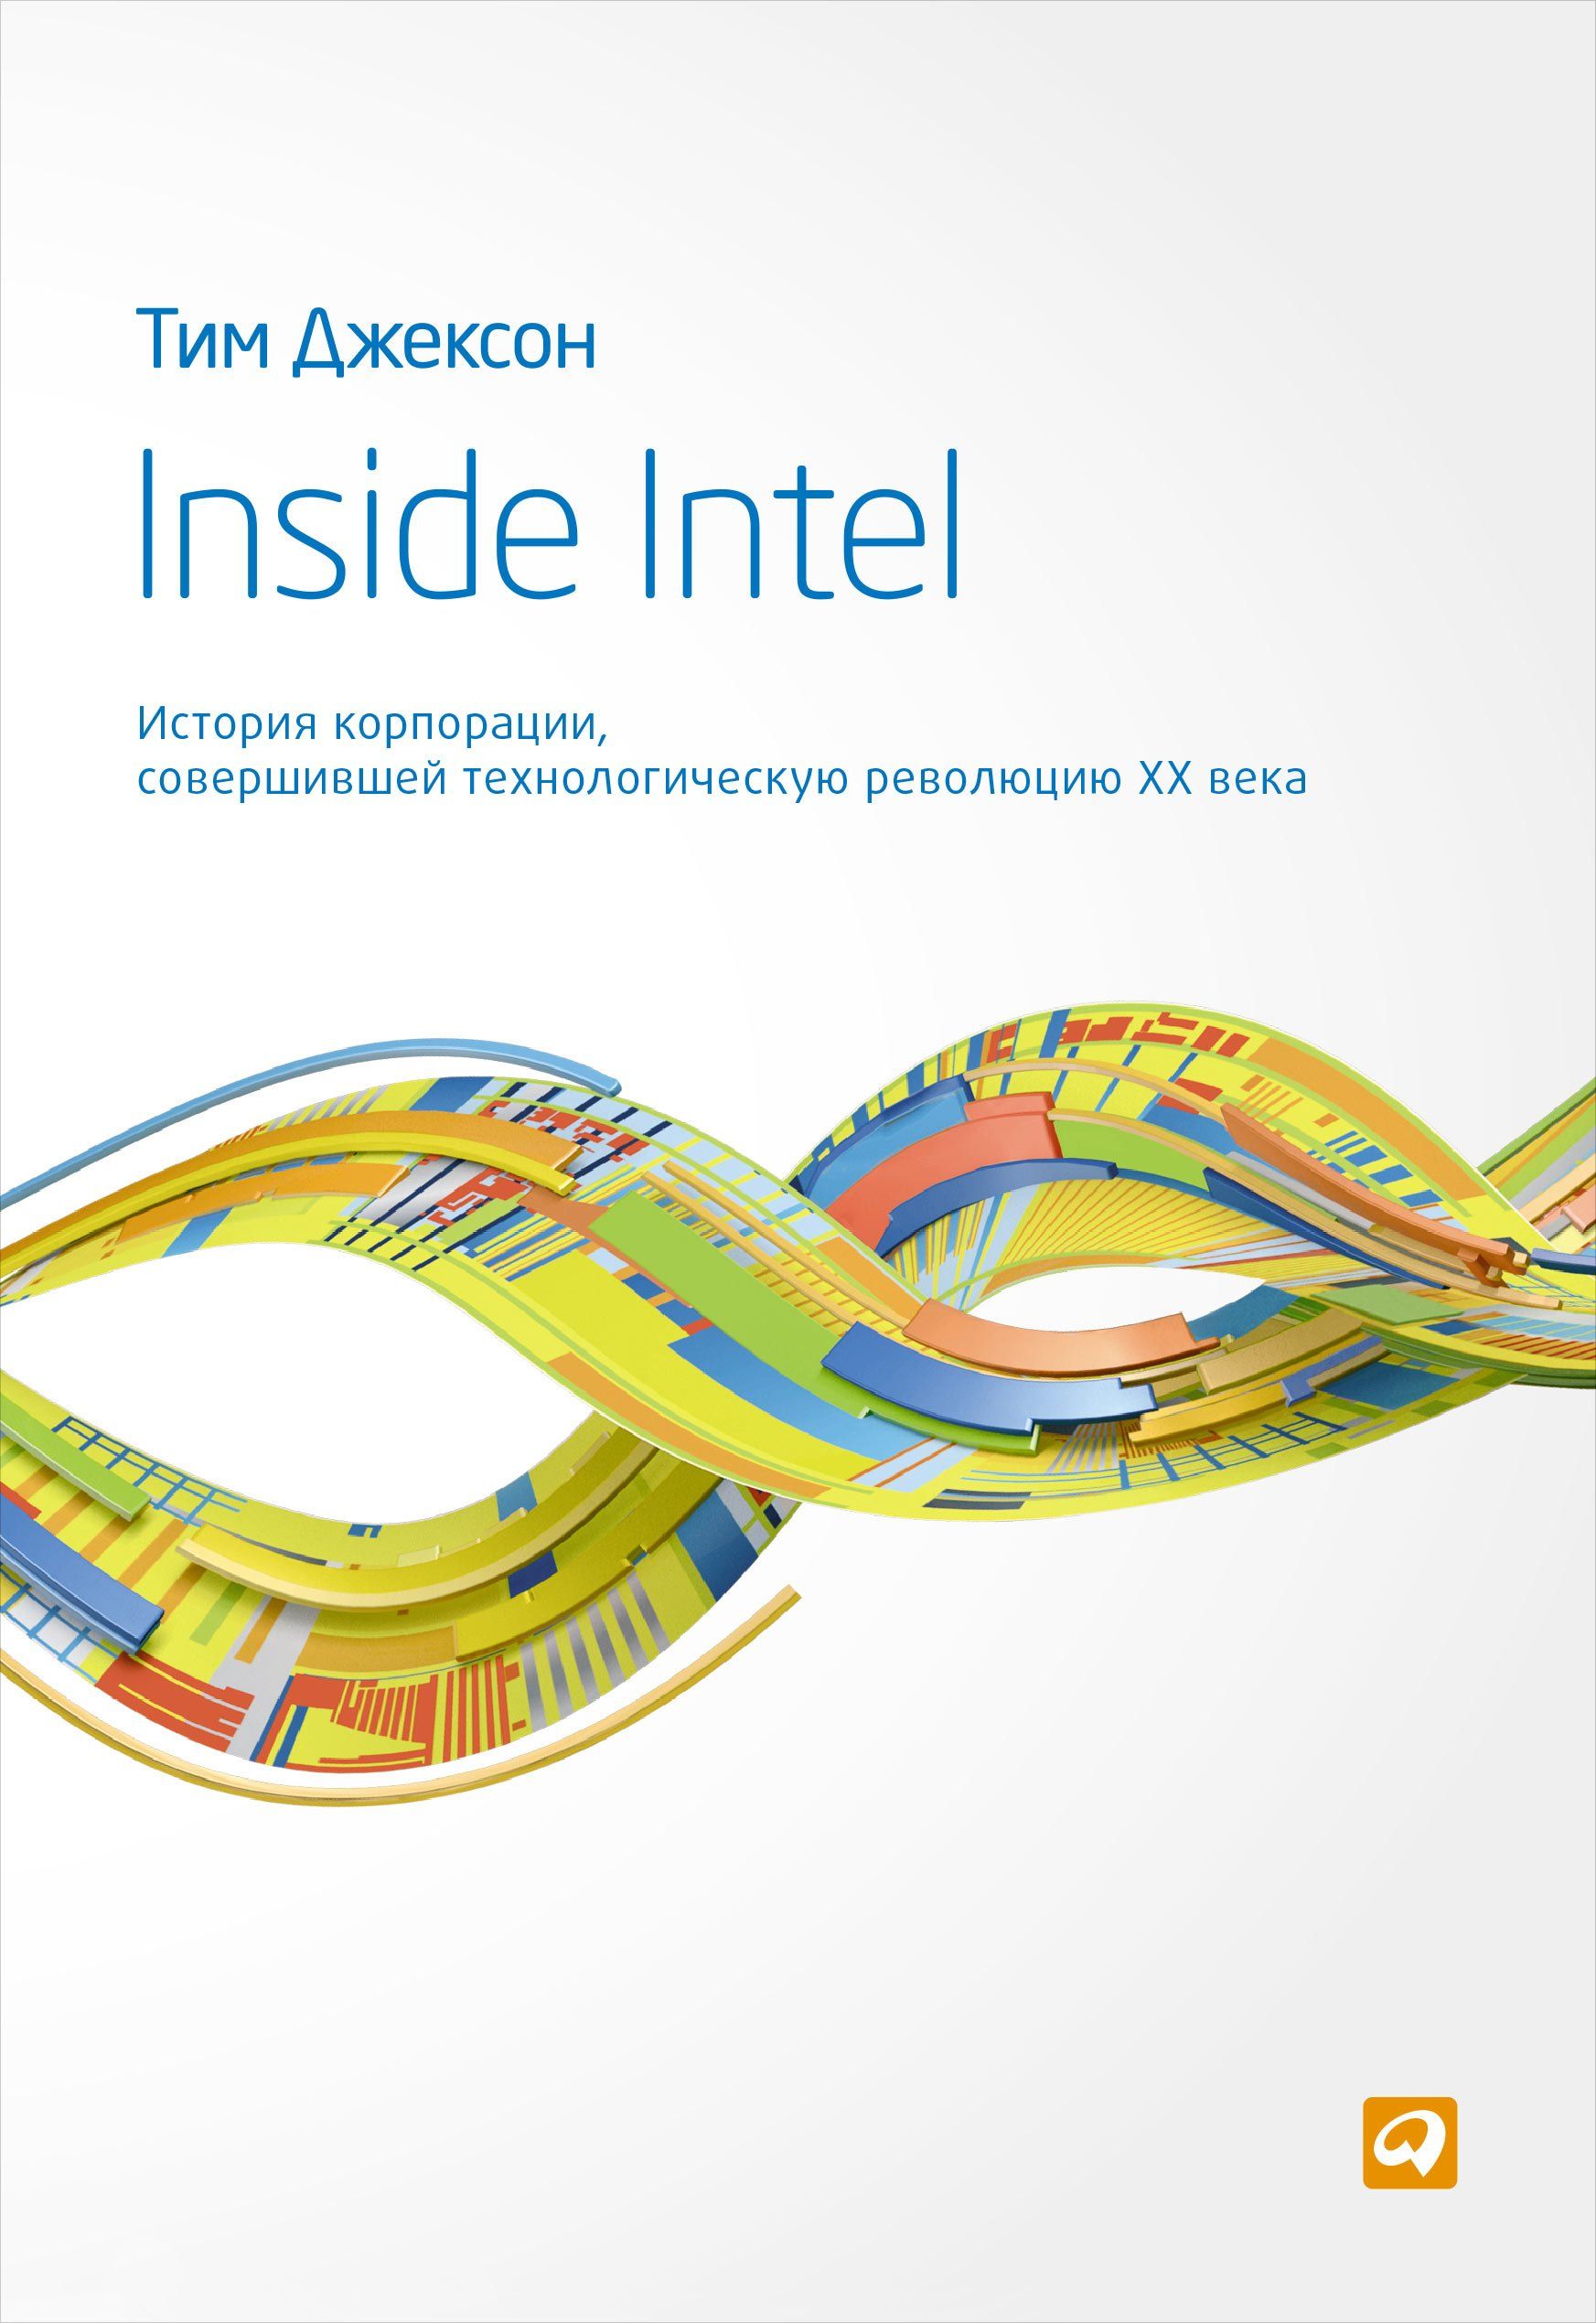 Тим Джексон
Inside Intel
История корпорации,
совершившей технологическую революцию XX века